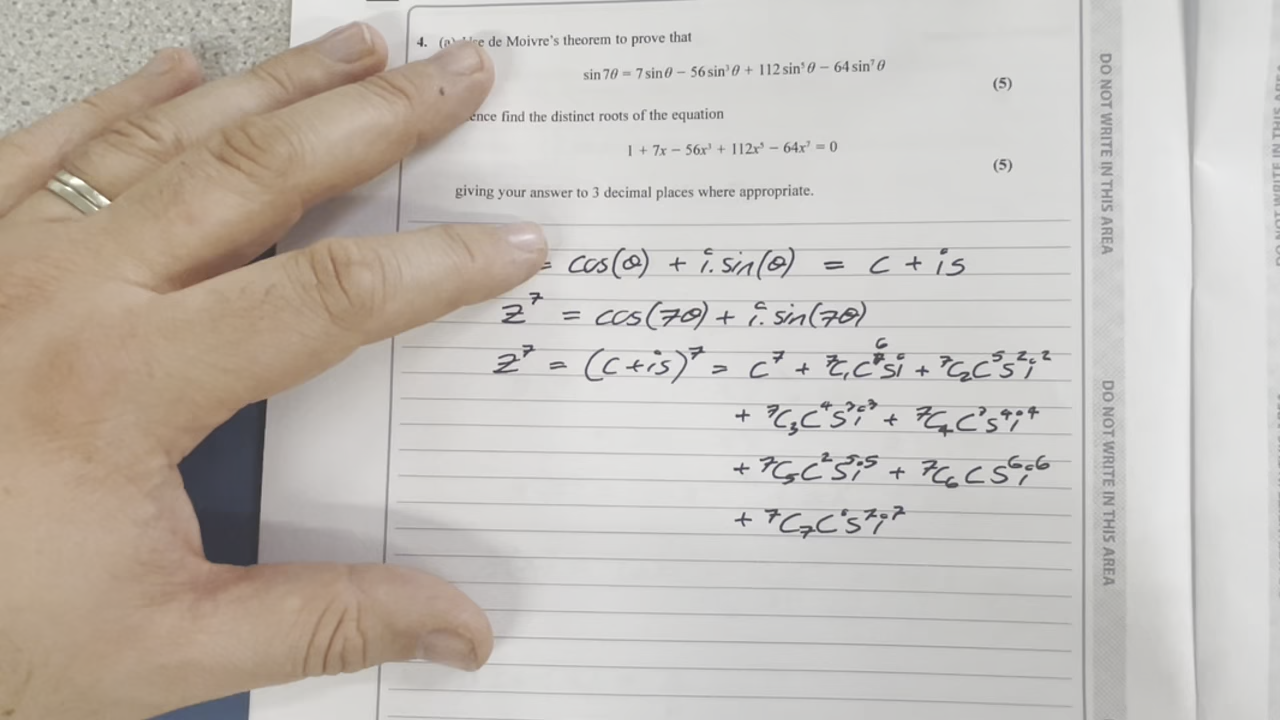 4. (a) de Moivre's theorem to prove that
sin 7θ = 7 sin θ − 56 sin³ θ + 112 sin⁵ θ − 64 sin⁷ θ
(5)
ence find the distinct roots of the equation
1 + 7x − 56x³ + 112x⁵ − 64x⁷ = 0
(5)
giving your answer to 3 decimal places where appropriate.
= cos(θ) + i.sin(θ) = c + is
z⁷ = cos(7θ) + i.sin(7θ)
z⁷ = (c+is)⁷ = c⁷ + ⁷C₁c⁶si + ⁷C₂c⁵s²i²
+ ⁷C₃c⁴s³i³ + ⁷C₄c³s⁴i⁴
+ ⁷C₅c²s⁵i⁵ + ⁷C₆cs⁶i⁶
+ ⁷C₇c⁰s⁷i⁷
DO NOT WRITE IN THIS AREA
DO NOT WRITE IN THIS AREA